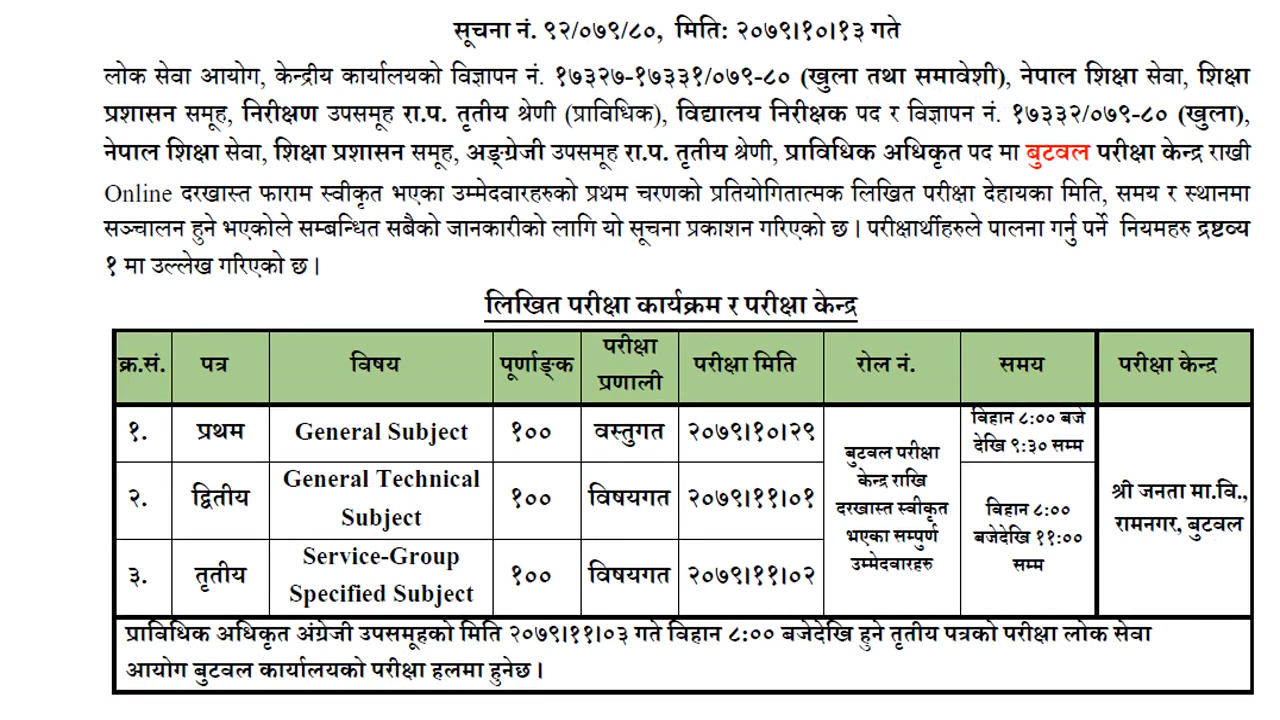 सूचना नं. ९२/०७९/८०, मिति: २०७९।१०।१३ गते
लोक सेवा आयोग, केन्द्रीय कार्यालयको विज्ञापन नं. १७३२७-१७३३१/०७९-८० (खुला तथा समावेशी), नेपाल शिक्षा सेवा, शिक्षा
प्रशासन समूह, निरीक्षण उपसमूह रा.प. तृतीय श्रेणी (प्राविधिक), विद्यालय निरीक्षक पद र विज्ञापन नं. १७३३२/०७९-८० (खुला),
नेपाल शिक्षा सेवा, शिक्षा प्रशासन समूह, अङ्ग्रेजी उपसमूह रा.प. तृतीय श्रेणी, प्राविधिक अधिकृत पद मा बुटवल परीक्षा केन्द्र राखी
Online दरखास्त फाराम स्वीकृत भएका उम्मेदवारहरुको प्रथम चरणको प्रतियोगितात्मक लिखित परीक्षा देहायका मिति, समय र स्थानमा
सञ्चालन हुने भएकोले सम्बन्धित सबैको जानकारीको लागि यो सूचना प्रकाशन गरिएको छ। परीक्षार्थीहरुले पालना गर्नु पर्ने नियमहरु द्रष्टव्य
१ मा उल्लेख गरिएको छ।
लिखित परीक्षा कार्यक्रम र परीक्षा केन्द्र
क्र.सं. पत्र विषय पूर्णाङ्क परीक्षा प्रणाली परीक्षा मिति रोल नं. समय परीक्षा केन्द्र
१. प्रथम General Subject १०० वस्तुगत २०७९।१०।२९
विहान ८:०० बजे
देखि ९:३० सम्म
२. द्वितीय General Technical
Subject १०० विषयगत २०७९।११।०१
३. तृतीय Service-Group
Specified Subject १०० विषयगत २०७९।११।०२
बुटवल परीक्षा
केन्द्र राखि
दरखास्त स्वीकृत
भएका सम्पुर्ण
उम्मेदवारहरु
विहान ८:००
बजेदेखि ११:००
सम्म
श्री जनता मा.वि.,
रामनगर, बुटवल
प्राविधिक अधिकृत अंग्रेजी उपसमूहको मिति २०७९।११।०३ गते विहान ८:०० बजेदेखि हुने तृतीय पत्रको परीक्षा लोक सेवा
आयोग बुटवल कार्यालयको परीक्षा हलमा हुनेछ।